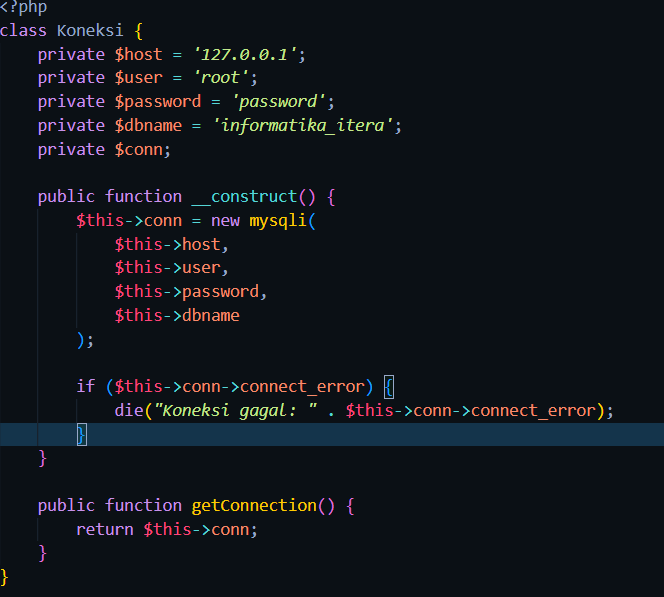 <?php
class Koneksi {
    private $host = '127.0.0.1';
    private $user = 'root';
    private $password = 'password';
    private $dbname = 'informatika_itera';
    private $conn;

    public function __construct() {
        $this->conn = new mysqli(
            $this->host,
            $this->user,
            $this->password,
            $this->dbname
        );

        if ($this->conn->connect_error) {
            die("Koneksi gagal: " . $this->conn->connect_error);
        }
    }

    public function getConnection() {
        return $this->conn;
    }
}